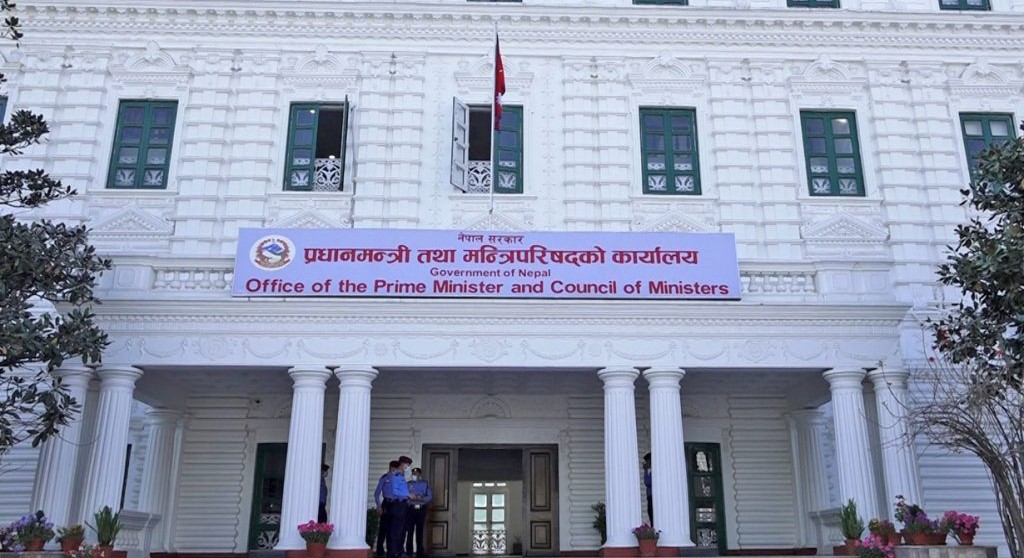 नेपाल सरकार
प्रधानमन्त्री तथा मन्त्रिपरिषद्को कार्यालय
Government of Nepal
Office of the Prime Minister and Council of Ministers